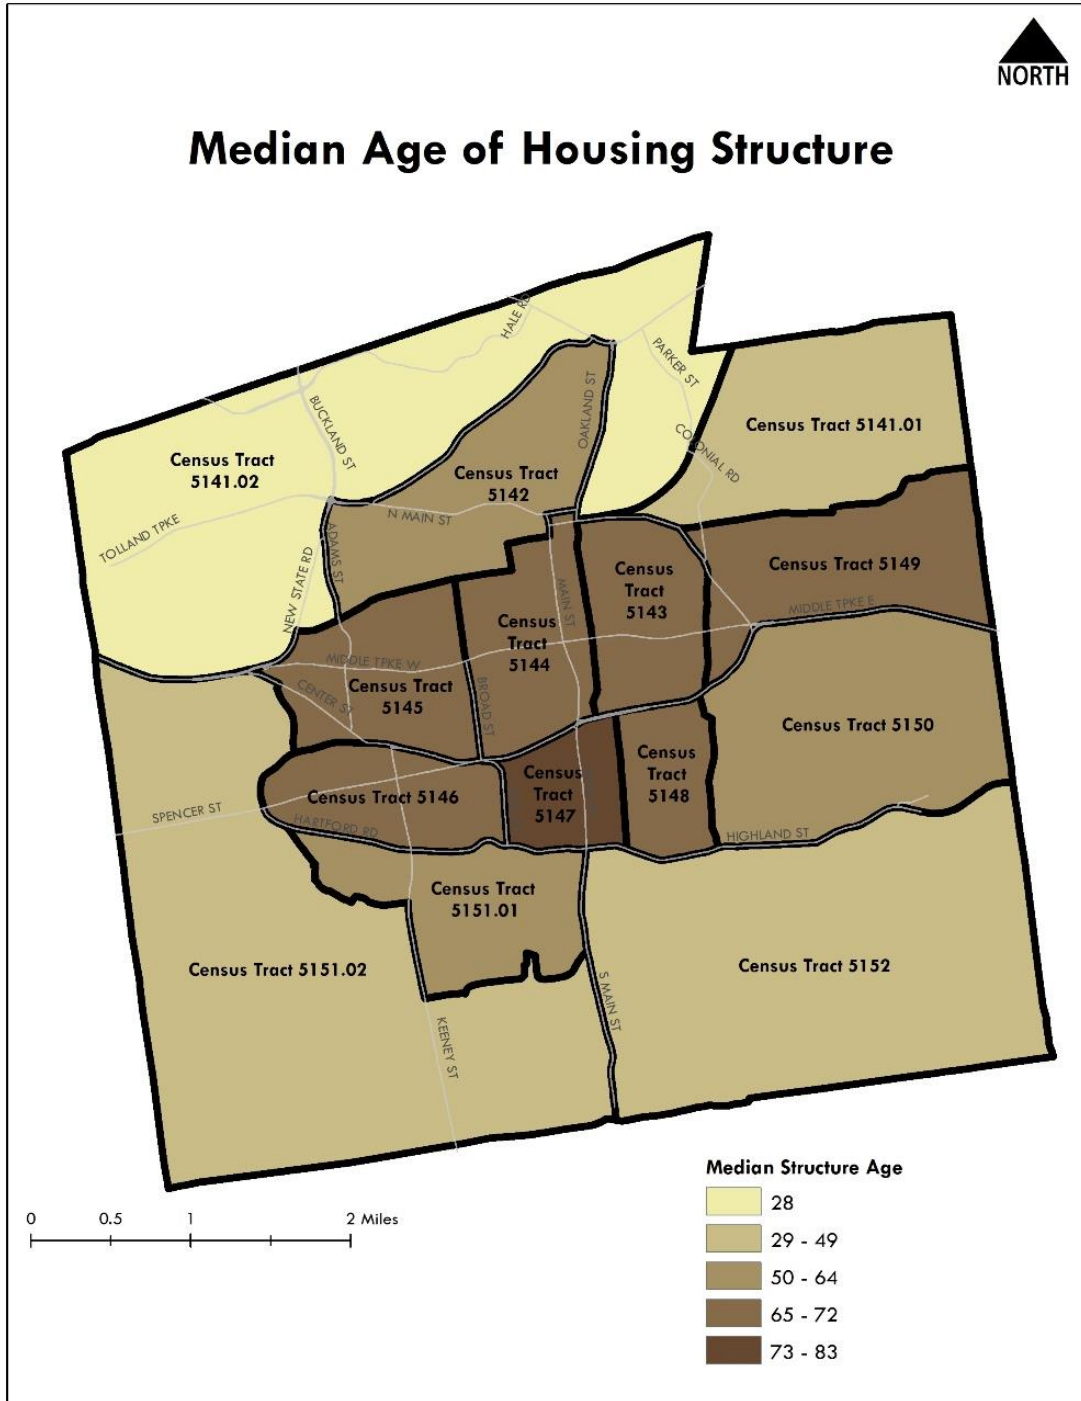 NORTH
Median Age of Housing Structure
HALE RD
PARKER ST
BUCKLAND ST
OAKLAND ST
Census Tract 5141.01
COLONIAL RD
Census Tract
5141.02
Census Tract
5142
N MAIN ST
TOLLAND TPKE
ADAMS ST
NEW STATE RD
Census Tract 5149
Census
Tract
5143
MAIN ST
MIDDLE TPKE E
Census
Tract
5144
MIDDLE TPKE W
Census Tract
5145
CENTER ST
BROAD ST
Census Tract 5150
Census
Tract
5148
Census
Tract
5147
Census Tract 5146
SPENCER ST
HARTFORD RD
HIGHLAND ST
Census Tract
5151.01
Census Tract 5151.02
Census Tract 5152
S MAIN ST
KEENEY ST
Median Structure Age
28
29 - 49
50 - 64
65 - 72
73 - 83
0 0.5 1 2 Miles